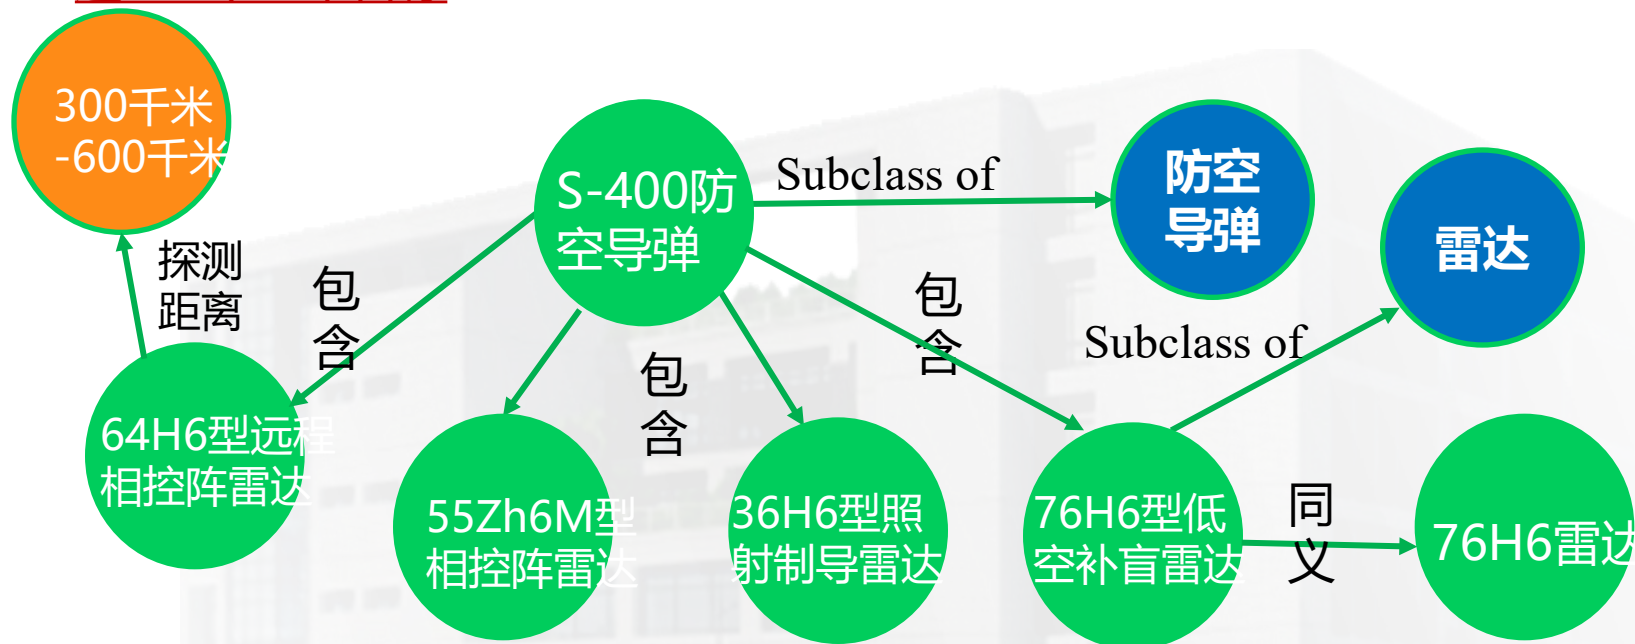 300千米
-600千米
S-400防
空导弹
Subclass of
防空
导弹
雷达
探测
距离
包
含
包
含
包
含
Subclass of
64H6型远程
相控阵雷达
55Zh6M型
相控阵雷达
36H6型照
射制导雷达
76H6型低
空补盲雷达
同
义
76H6雷达